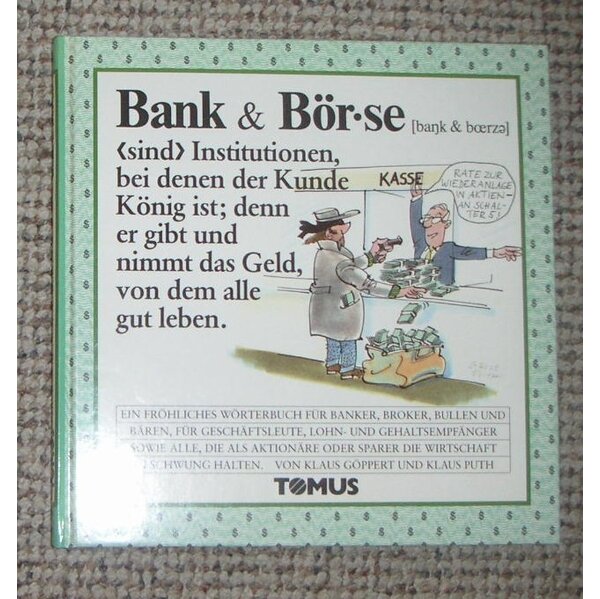 Bank & Bör·se [baŋk & bœrzə]
⟨sind⟩ Institutionen,
bei denen der Kunde
König ist; denn
er gibt und
nimmt das Geld,
von dem alle
gut leben.
KASSE
RATE ZUR
WIEDERANLAGE
IN AKTIEN-
AN SCHAL-
TER 5!
EIN FRÖHLICHES WÖRTERBUCH FÜR BANKER, BROKER, BULLEN UND
BÄREN, FÜR GESCHÄFTSLEUTE, LOHN- UND GEHALTSEMPFÄNGER
SOWIE ALLE, DIE ALS AKTIONÄRE ODER SPARER DIE WIRTSCHAFT
SCHWUNG HALTEN. VON KLAUS GÖPPERT UND KLAUS PUTH
TOMUS